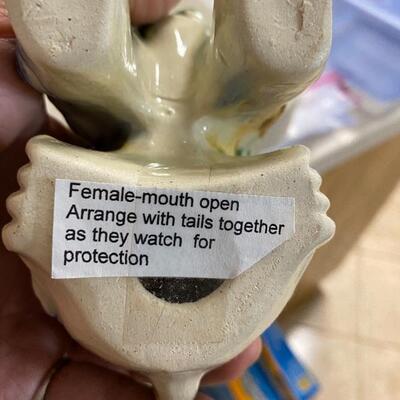 Female-mouth open
Arrange with tails together
as they watch for
protection